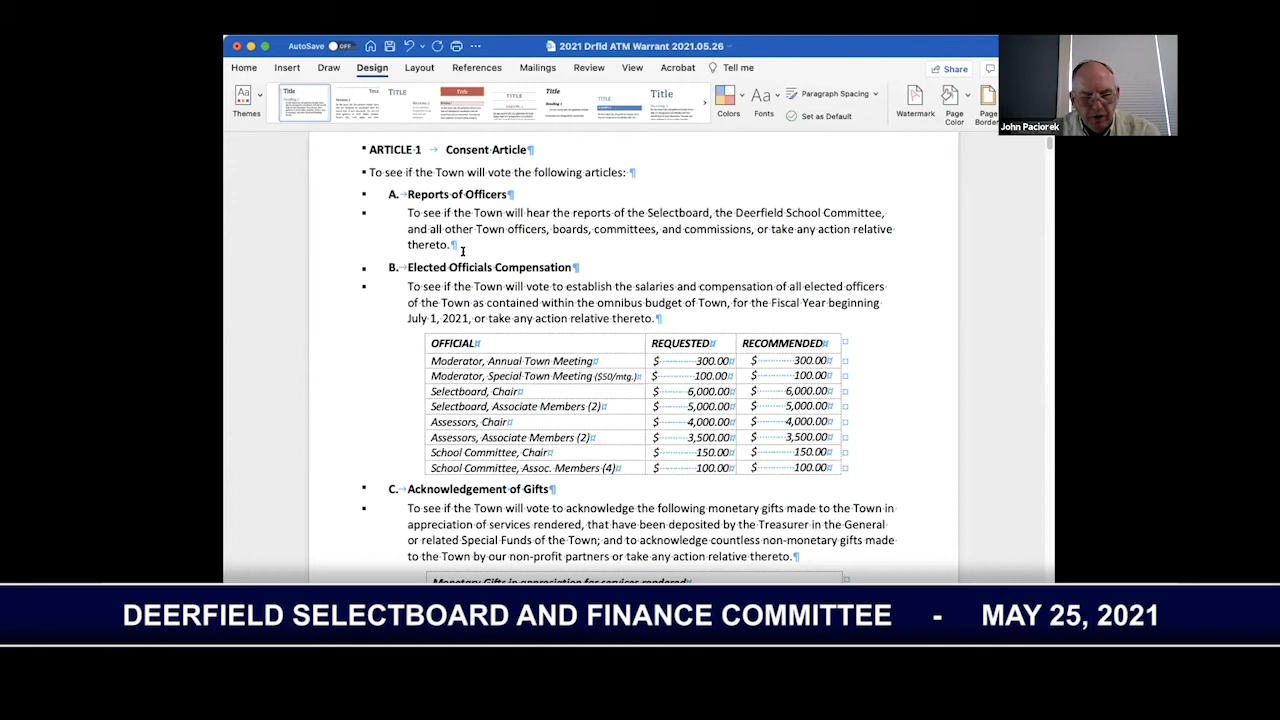 AutoSave OFF
2021 Drfld ATM Warrant 2021.05.26
Home Insert Draw Design Layout References Mailings Review View Acrobat Tell me
Share
Themes
Colors
Fonts
Paragraph Spacing
Set as Default
Watermark
Page Color
Page Borders
John Paciorek
ARTICLE 1 → Consent Article¶
To see if the Town will vote the following articles: ¶
A.→Reports of Officers¶
To see if the Town will hear the reports of the Selectboard, the Deerfield School Committee,
and all other Town officers, boards, committees, and commissions, or take any action relative
thereto.¶
B.→Elected Officials Compensation¶
To see if the Town will vote to establish the salaries and compensation of all elected officers
of the Town as contained within the omnibus budget of Town, for the Fiscal Year beginning
July 1, 2021, or take any action relative thereto.¶
OFFICIAL REQUESTED RECOMMENDED
Moderator, Annual Town Meeting $ 300.00 $ 300.00
Moderator, Special Town Meeting ($50/mtg.) $ 100.00 $ 100.00
Selectboard, Chair $ 6,000.00 $ 6,000.00
Selectboard, Associate Members (2) $ 5,000.00 $ 5,000.00
Assessors, Chair $ 4,000.00 $ 4,000.00
Assessors, Associate Members (2) $ 3,500.00 $ 3,500.00
School Committee, Chair $ 150.00 $ 150.00
School Committee, Assoc. Members (4) $ 100.00 $ 100.00
C.→Acknowledgement of Gifts¶
To see if the Town will vote to acknowledge the following monetary gifts made to the Town in
appreciation of services rendered, that have been deposited by the Treasurer in the General
or related Special Funds of the Town; and to acknowledge countless non-monetary gifts made
to the Town by our non-profit partners or take any action relative thereto.¶
Monetary Gifts in appreciation for services rendered
DEERFIELD SELECTBOARD AND FINANCE COMMITTEE - MAY 25, 2021